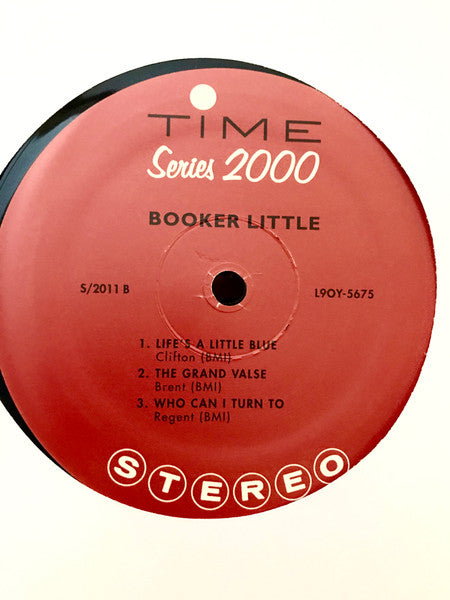 TIME
Series 2000
BOOKER LITTLE
S/2011 B
L9OY-5675
1. LIFE'S A LITTLE BLUE
Clifton (BMI)
2. THE GRAND VALSE
Brent (BMI)
3. WHO CAN I TURN TO
Regent (BMI)
STEREO